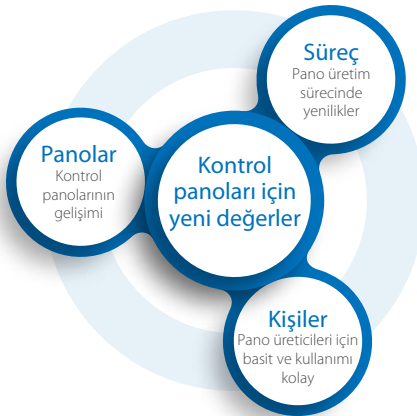 Süreç
Pano üretim
sürecinde
yenilikler
Panolar
Kontrol
panolarının
gelişimi
Kontrol
panoları için
yeni değerler
Kişiler
Pano üreticileri için
basit ve kullanımı
kolay